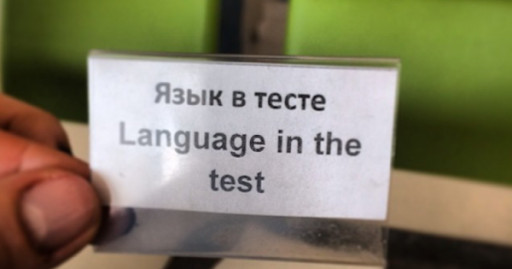 Язык в тесте
Language in the
test